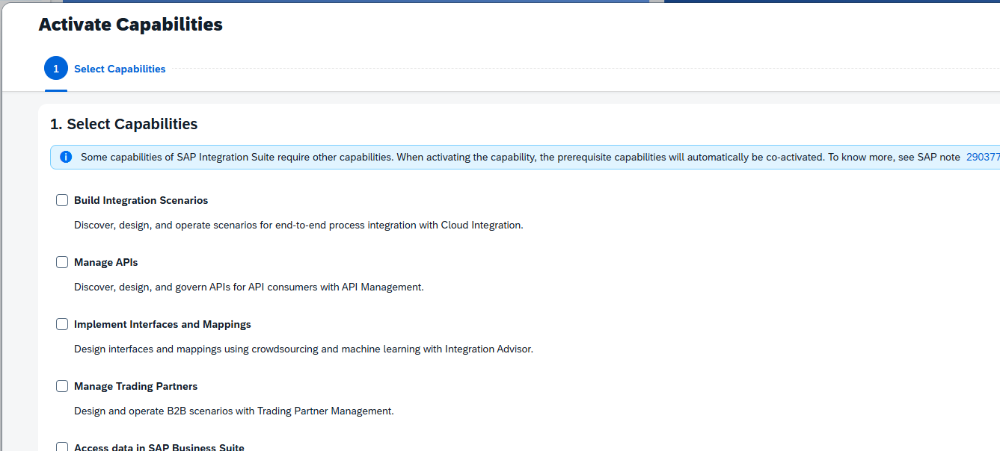 Activate Capabilities
1 Select Capabilities
1. Select Capabilities
Some capabilities of SAP Integration Suite require other capabilities. When activating the capability, the prerequisite capabilities will automatically be co-activated. To know more, see SAP note 290377
Build Integration Scenarios
Discover, design, and operate scenarios for end-to-end process integration with Cloud Integration.
Manage APIs
Discover, design, and govern APIs for API consumers with API Management.
Implement Interfaces and Mappings
Design interfaces and mappings using crowdsourcing and machine learning with Integration Advisor.
Manage Trading Partners
Design and operate B2B scenarios with Trading Partner Management.
Access data in SAP Business Suite